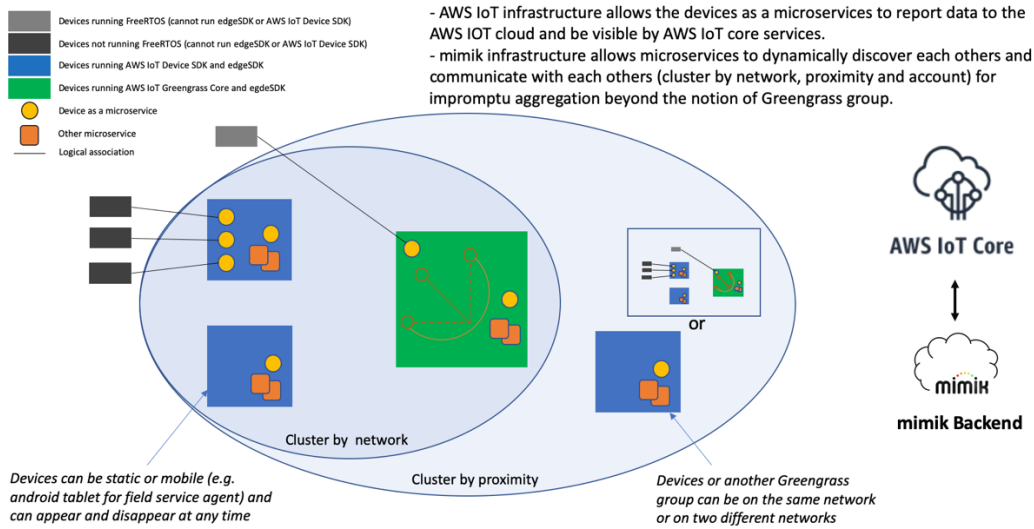 Devices running FreeRTOS (cannot run edgeSDK or AWS IoT Device SDK)
Devices not running FreeRTOS (cannot run edgeSDK or AWS IoT Device SDK)
Devices running AWS IoT Device SDK and edgeSDK
Devices running AWS IoT Greengrass Core and egdeSDK
Device as a microservice
Other microservice
Logical association
- AWS IoT infrastructure allows the devices as a microservices to report data to the
AWS IOT cloud and be visible by AWS IoT core services.
- mimik infrastructure allows microservices to dynamically discover each others and
communicate with each others (cluster by network, proximity and account) for
impromptu aggregation beyond the notion of Greengrass group.
AWS IoT Core
or
mimik
mimik Backend
Cluster by network
Cluster by proximity
Devices can be static or mobile (e.g.
android tablet for field service agent) and
can appear and disappear at any time
Devices or another Greengrass
group can be on the same network
or on two different networks